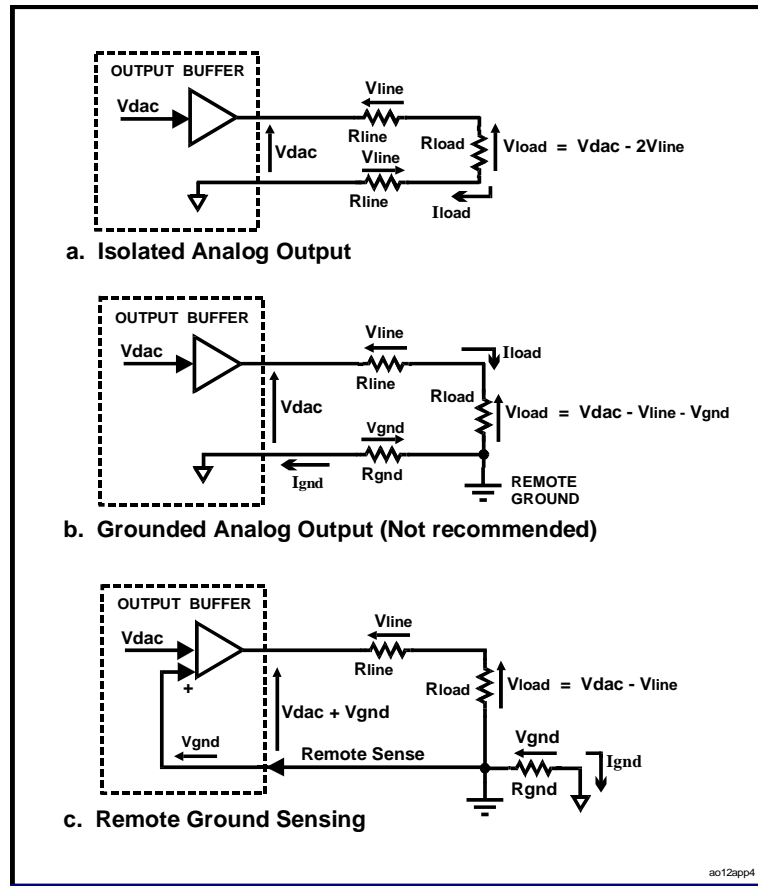 OUTPUT BUFFER
Vdac
Vline
Rline
Vdac
Vline
Rline
Rload
Vload = Vdac - 2Vline
Iload
a. Isolated Analog Output
OUTPUT BUFFER
Vdac
Vline
Rline
Iload
Vdac
Rload
Vload = Vdac - Vline - Vgnd
Vgnd
Rgnd
Ignd
REMOTE
GROUND
b. Grounded Analog Output (Not recommended)
OUTPUT BUFFER
Vdac
+
Vline
Rline
Rload
Vload = Vdac - Vline
Vdac + Vgnd
Vgnd
Remote Sense
Vgnd
Rgnd
Ignd
c. Remote Ground Sensing
ao12app4